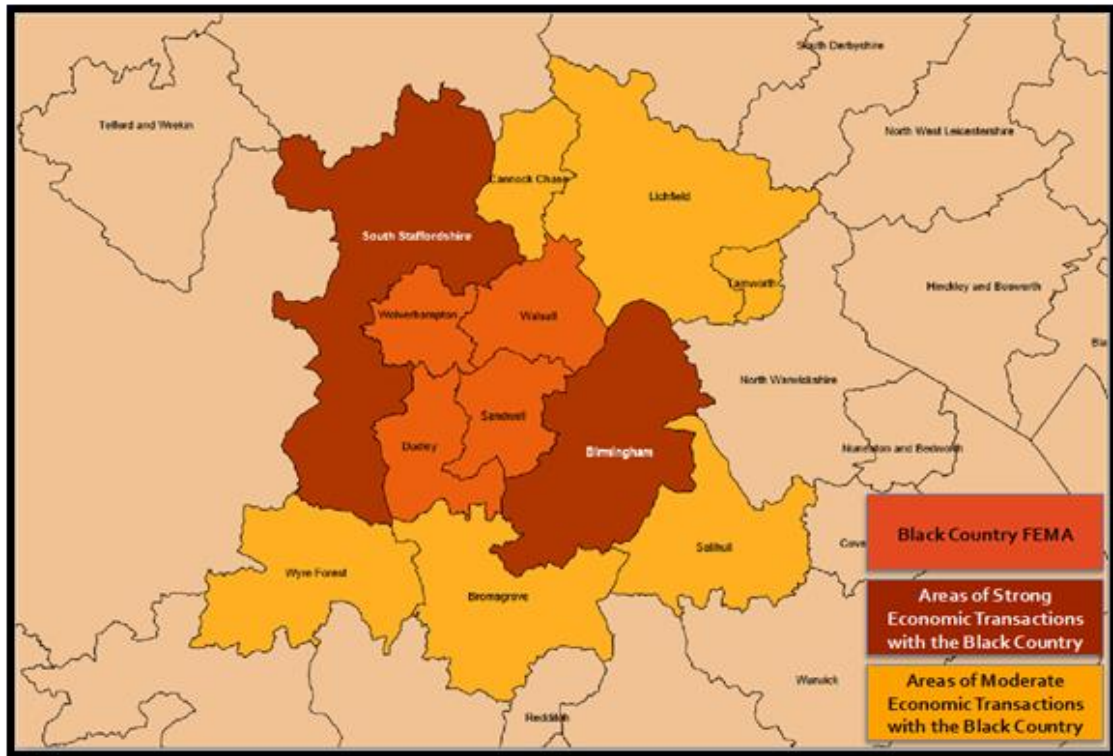 South Derbyshire
Telford and Wrekin
North West Leicestershire
Cannock Chase
Lichfield
South Staffordshire
Tamworth
Hinckley and Bosworth
Wolverhampton
Walsall
Bla
North Warwickshire
Sandwell
Dudley
Birmingham
Nuneaton and Bedworth
Black Country FEMA
Cove
Solihull
Wyre Forest
Bromsgrove
Areas of Strong
Economic Transactions
with the Black Country
Warwick
Areas of Moderate
Economic Transactions
with the Black Country
Redditch